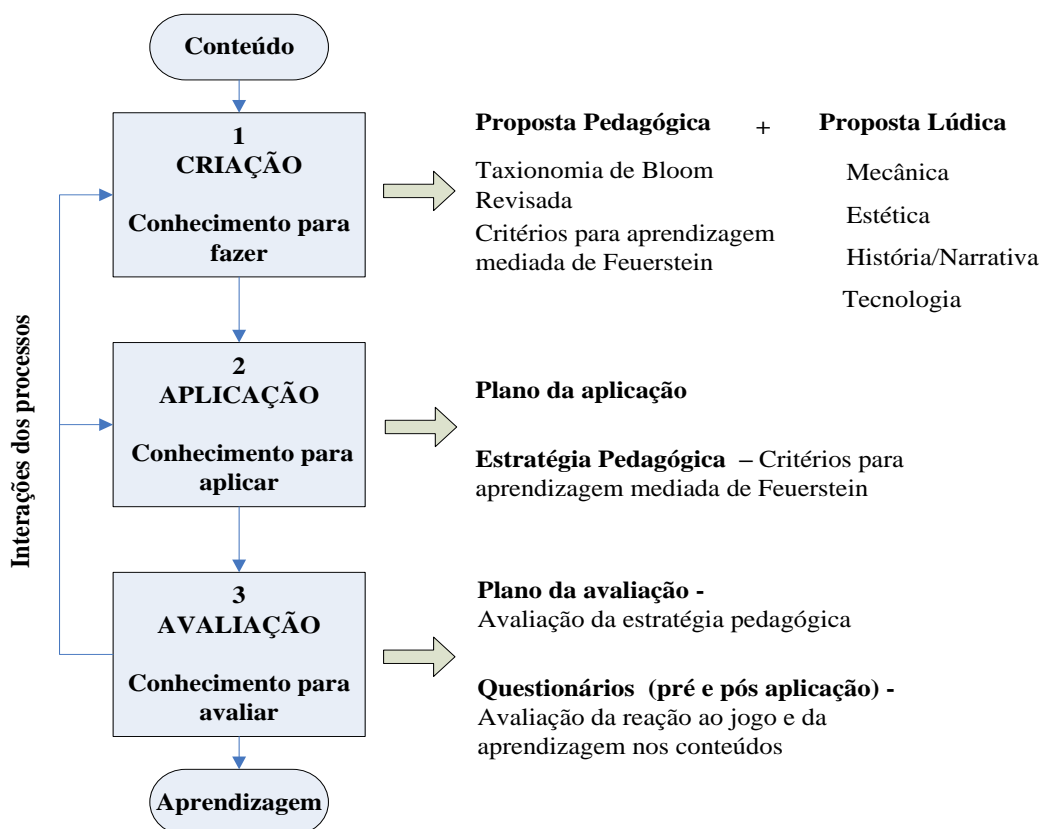 Conteúdo
1
CRIAÇÃO
Conhecimento para
fazer
Proposta Pedagógica + Proposta Lúdica
Taxionomia de Bloom
Revisada
Critérios para aprendizagem
mediada de Feuerstein
Mecânica
Estética
História/Narrativa
Tecnologia
Interações dos processos
2
APLICAÇÃO
Conhecimento para
aplicar
Plano da aplicação
Estratégia Pedagógica – Critérios para
aprendizagem mediada de Feuerstein
3
AVALIAÇÃO
Conhecimento para
avaliar
Plano da avaliação -
Avaliação da estratégia pedagógica
Questionários (pré e pós aplicação) -
Avaliação da reação ao jogo e da
aprendizagem nos conteúdos
Aprendizagem